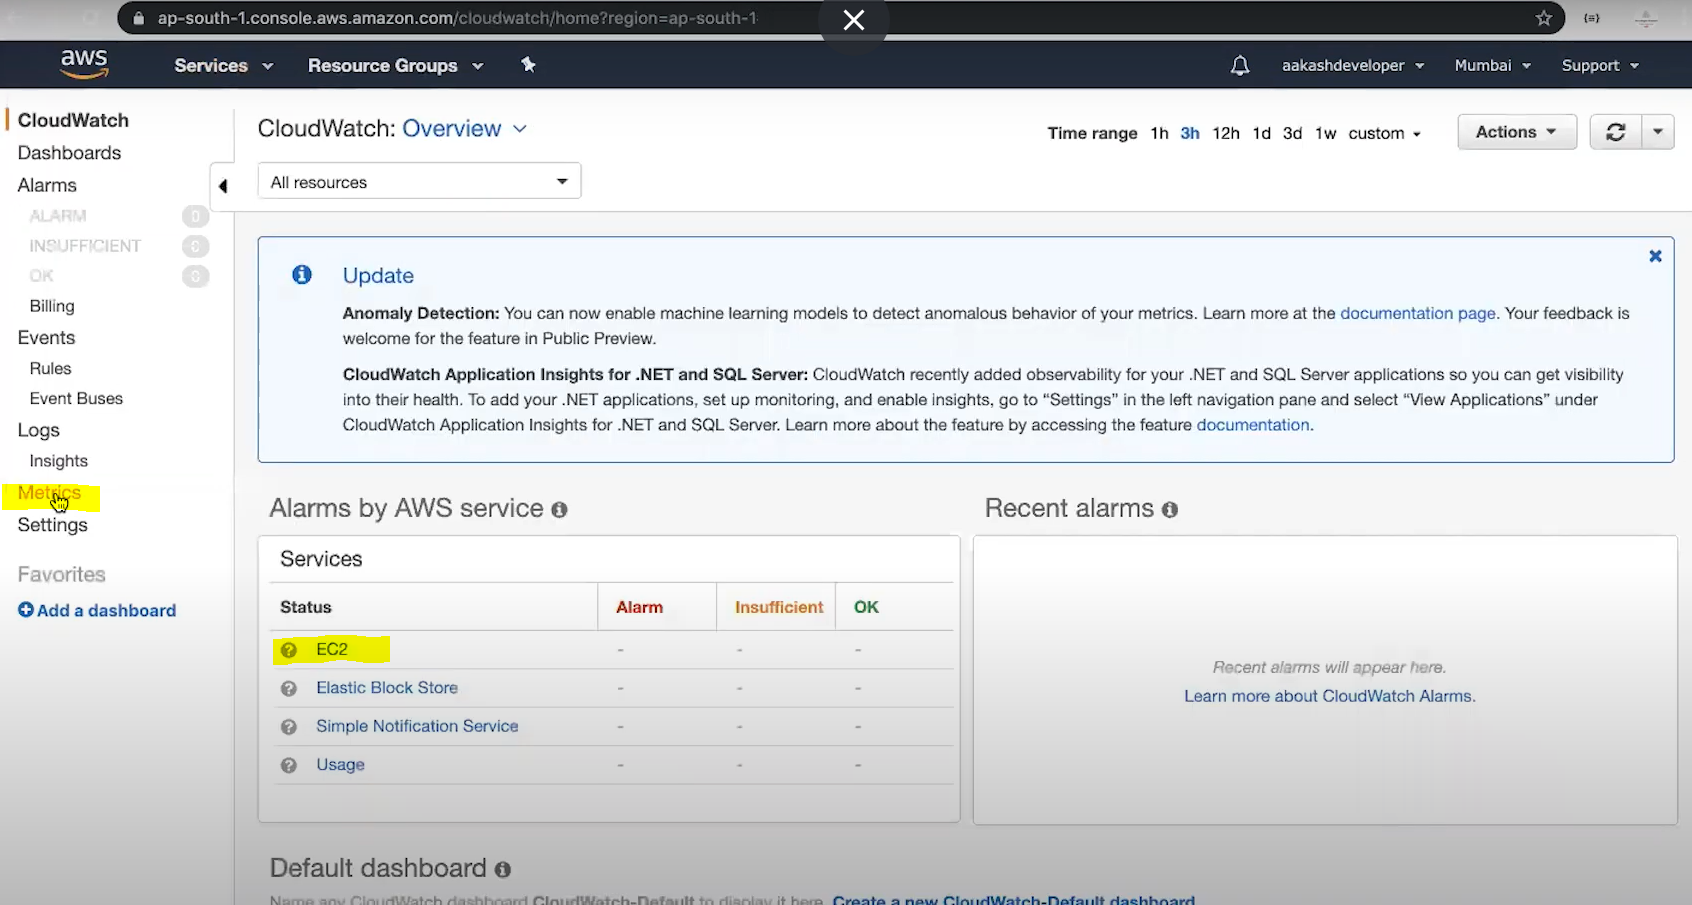 ap-south-1.console.aws.amazon.com/cloudwatch/home?region=ap-south-1
aws
Services
Resource Groups
aakashdeveloper
Mumbai
Support
CloudWatch
Dashboards
Alarms
ALARM
INSUFFICIENT
OK
Billing
Events
Rules
Event Buses
Logs
Insights
Metrics
Settings
Favorites
Add a dashboard
CloudWatch: Overview
Time range 1h 3h 12h 1d 3d 1w custom
Actions
All resources
Update
Anomaly Detection: You can now enable machine learning models to detect anomalous behavior of your metrics. Learn more at the documentation page. Your feedback is
welcome for the feature in Public Preview.
CloudWatch Application Insights for .NET and SQL Server: CloudWatch recently added observability for your .NET and SQL Server applications so you can get visibility
into their health. To add your .NET applications, set up monitoring, and enable insights, go to “Settings” in the left navigation pane and select “View Applications” under
CloudWatch Application Insights for .NET and SQL Server. Learn more about the feature by accessing the feature documentation.
Alarms by AWS service
Services
Status Alarm Insufficient OK
EC2 - - -
Elastic Block Store - - -
Simple Notification Service - - -
Usage - - -
Recent alarms
Recent alarms will appear here.
Learn more about CloudWatch Alarms.
Default dashboard
Name any CloudWatch dashboard CloudWatch-Default to display it here. Create a new CloudWatch-Default dashboard